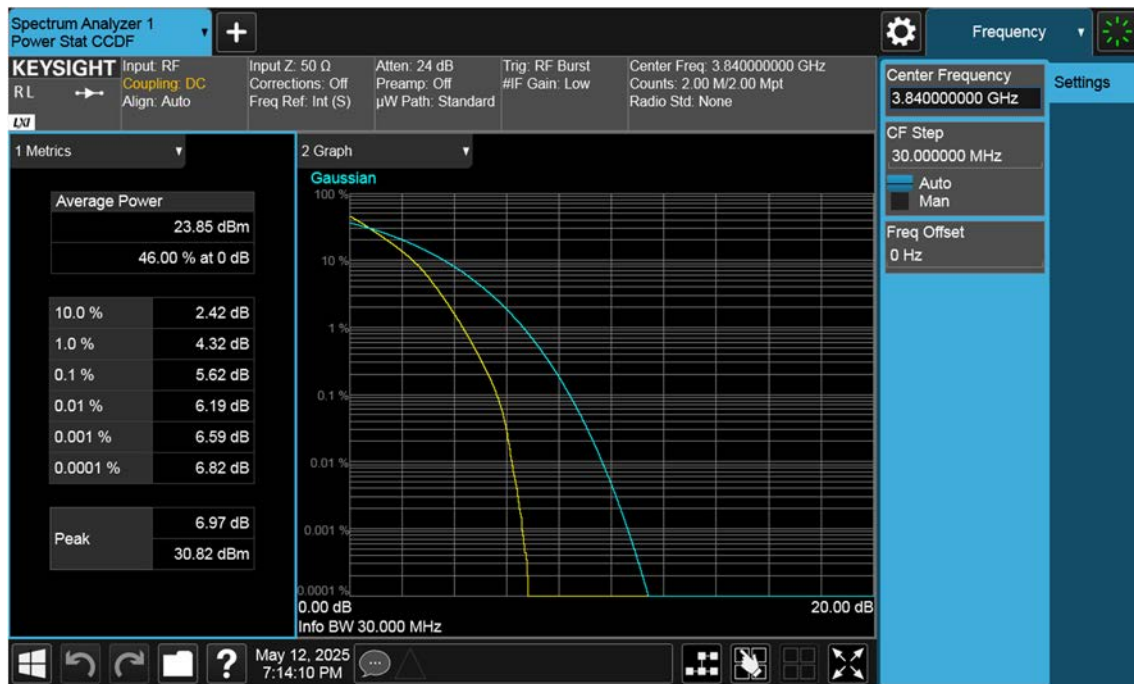 Spectrum Analyzer 1
Power Stat CCDF
+
Frequency
KEYSIGHT
RL
LXI
Input: RF
Coupling: DC
Align: Auto
Input Z: 50 Ω
Corrections: Off
Freq Ref: Int (S)
Atten: 24 dB
Preamp: Off
µW Path: Standard
Trig: RF Burst
#IF Gain: Low
Center Freq: 3.840000000 GHz
Counts: 2.00 M/2.00 Mpt
Radio Std: None
Center Frequency
3.840000000 GHz
Settings
CF Step
30.000000 MHz
Auto
Man
Freq Offset
0 Hz
1 Metrics
Average Power
23.85 dBm
46.00 % at 0 dB
10.0 % 2.42 dB
1.0 % 4.32 dB
0.1 % 5.62 dB
0.01 % 6.19 dB
0.001 % 6.59 dB
0.0001 % 6.82 dB
Peak
6.97 dB
30.82 dBm
2 Graph
Gaussian
100 %
10 %
1 %
0.1 %
0.01 %
0.001 %
0.0001 %
0.00 dB 20.00 dB
Info BW 30.000 MHz
?
May 12, 2025
7:14:10 PM